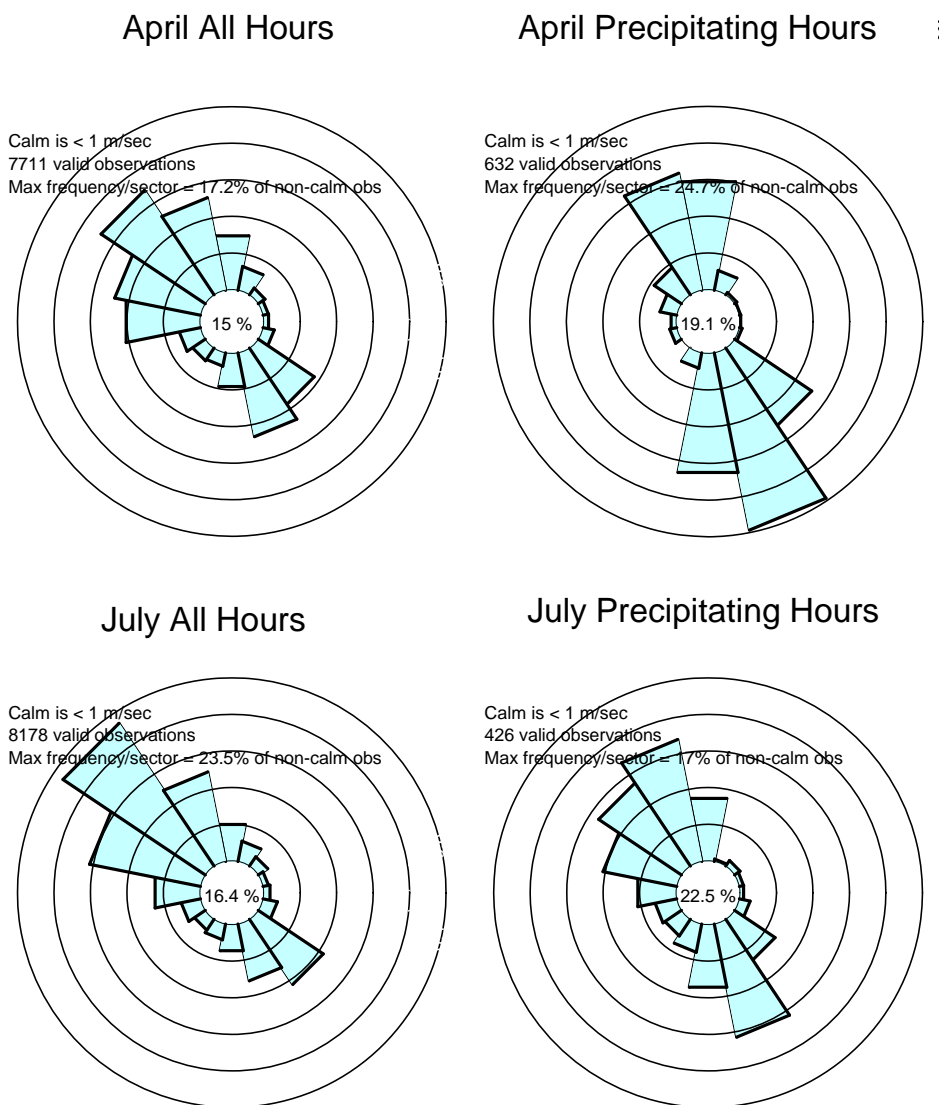 April All Hours
Calm is < 1 m/sec
7711 valid observations
Max frequency/sector = 17.2% of non-calm obs
15 %
April Precipitating Hours
Calm is < 1 m/sec
632 valid observations
Max frequency/sector = 24.7% of non-calm obs
19.1 %
July All Hours
Calm is < 1 m/sec
8178 valid observations
Max frequency/sector = 23.5% of non-calm obs
16.4 %
July Precipitating Hours
Calm is < 1 m/sec
426 valid observations
Max frequency/sector = 17% of non-calm obs
22.5 %